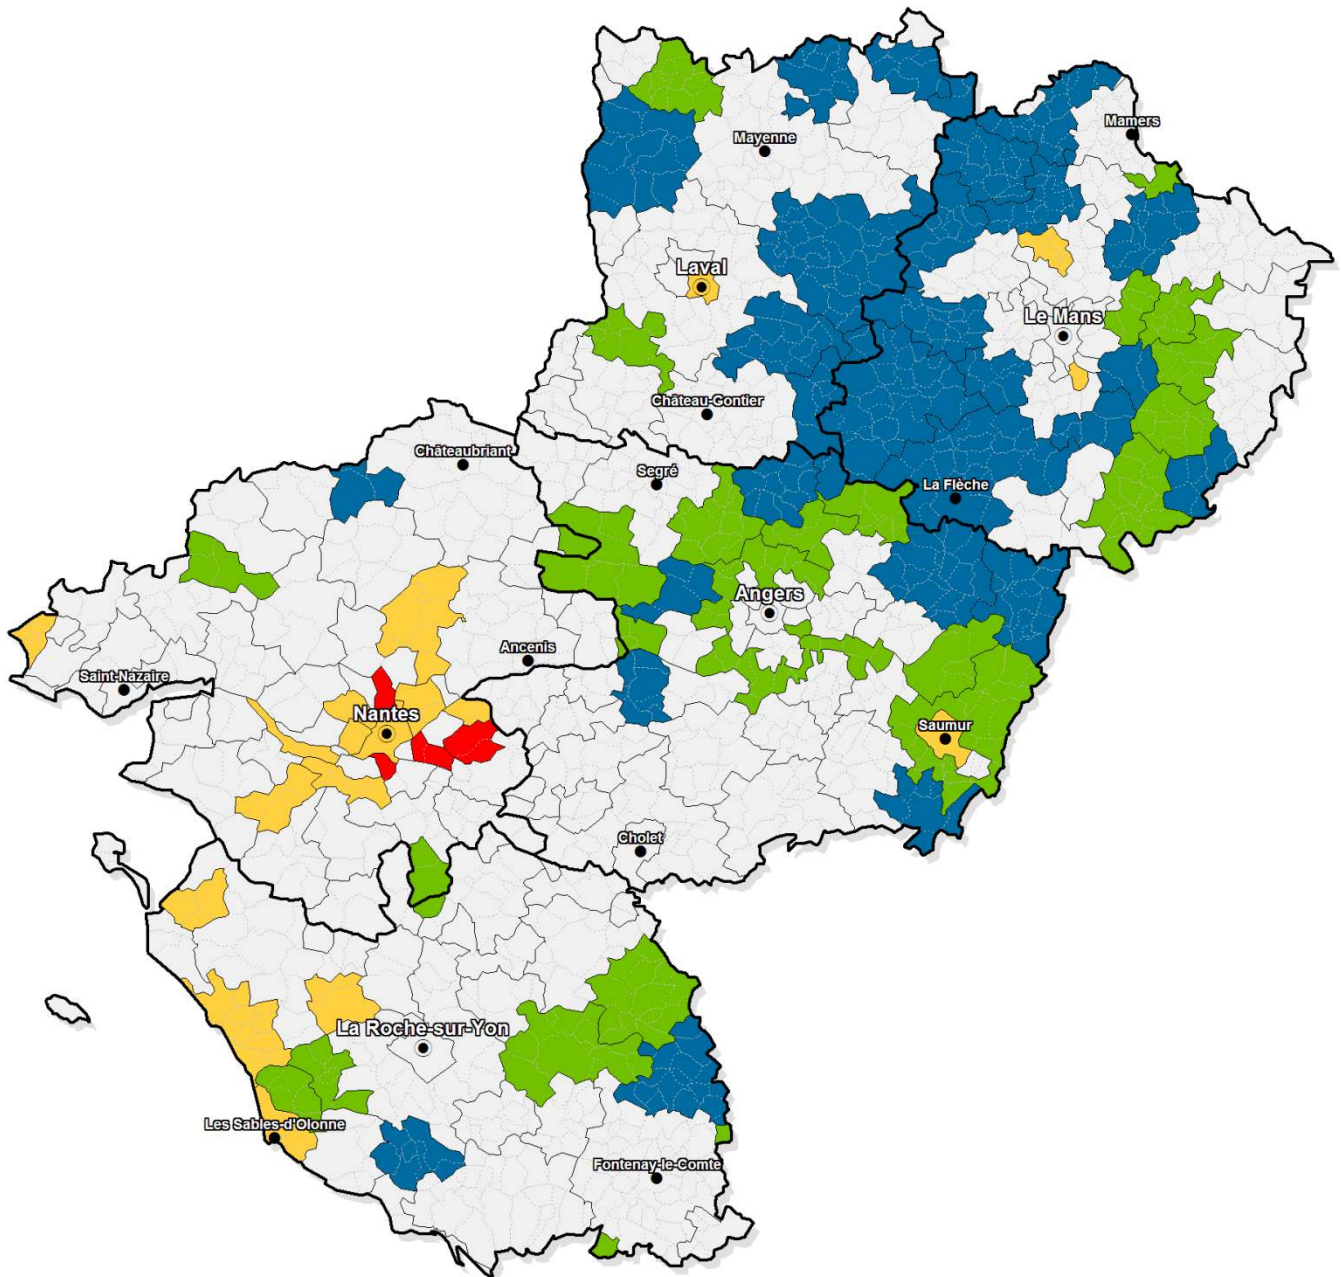 Mamers
Mayenne
Laval
Le Mans
Château-Gontier
Châteaubriant
Segré
La Flèche
Angers
Ancenis
Saint-Nazaire
Nantes
Saumur
Cholet
La Roche-sur-Yon
Les Sables-d'Olonne
Fontenay-le-Comte